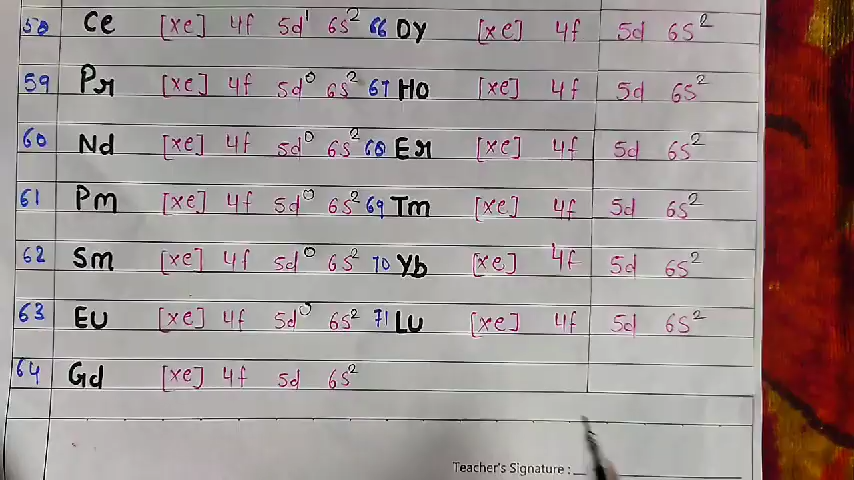 58 Ce [xe] 4f 5d¹ 6s² 66 Dy [xe] 4f 5d 6s²
59 Pr [xe] 4f 5d⁰ 6s² 67 Ho [xe] 4f 5d 6s²
60 Nd [xe] 4f 5d⁰ 6s² 68 Er [xe] 4f 5d 6s²
61 Pm [xe] 4f 5d⁰ 6s² 69 Tm [xe] 4f 5d 6s²
62 Sm [xe] 4f 5d⁰ 6s² 70 Yb [xe] 4f 5d 6s²
63 Eu [xe] 4f 5d⁰ 6s² 71 Lu [xe] 4f 5d 6s²
64 Gd [xe] 4f 5d 6s²
Teacher's Signature :